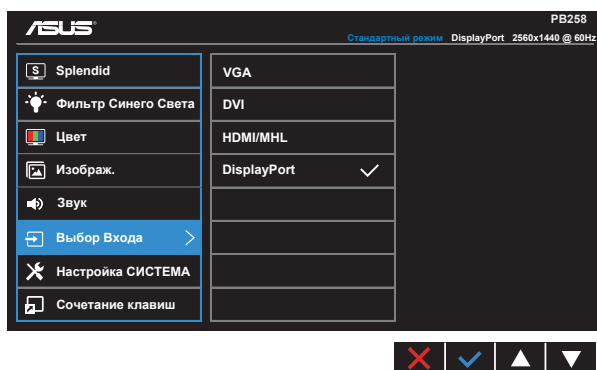 ASUS
PB258
Стандартный режим DisplayPort 2560x1440 @ 60Hz
S Splendid
Фильтр Синего Света
Цвет
Изображ.
Звук
Выбор Входа
Настройка СИСТЕМА
Сочетание клавиш
VGA
DVI
HDMI/MHL
DisplayPort